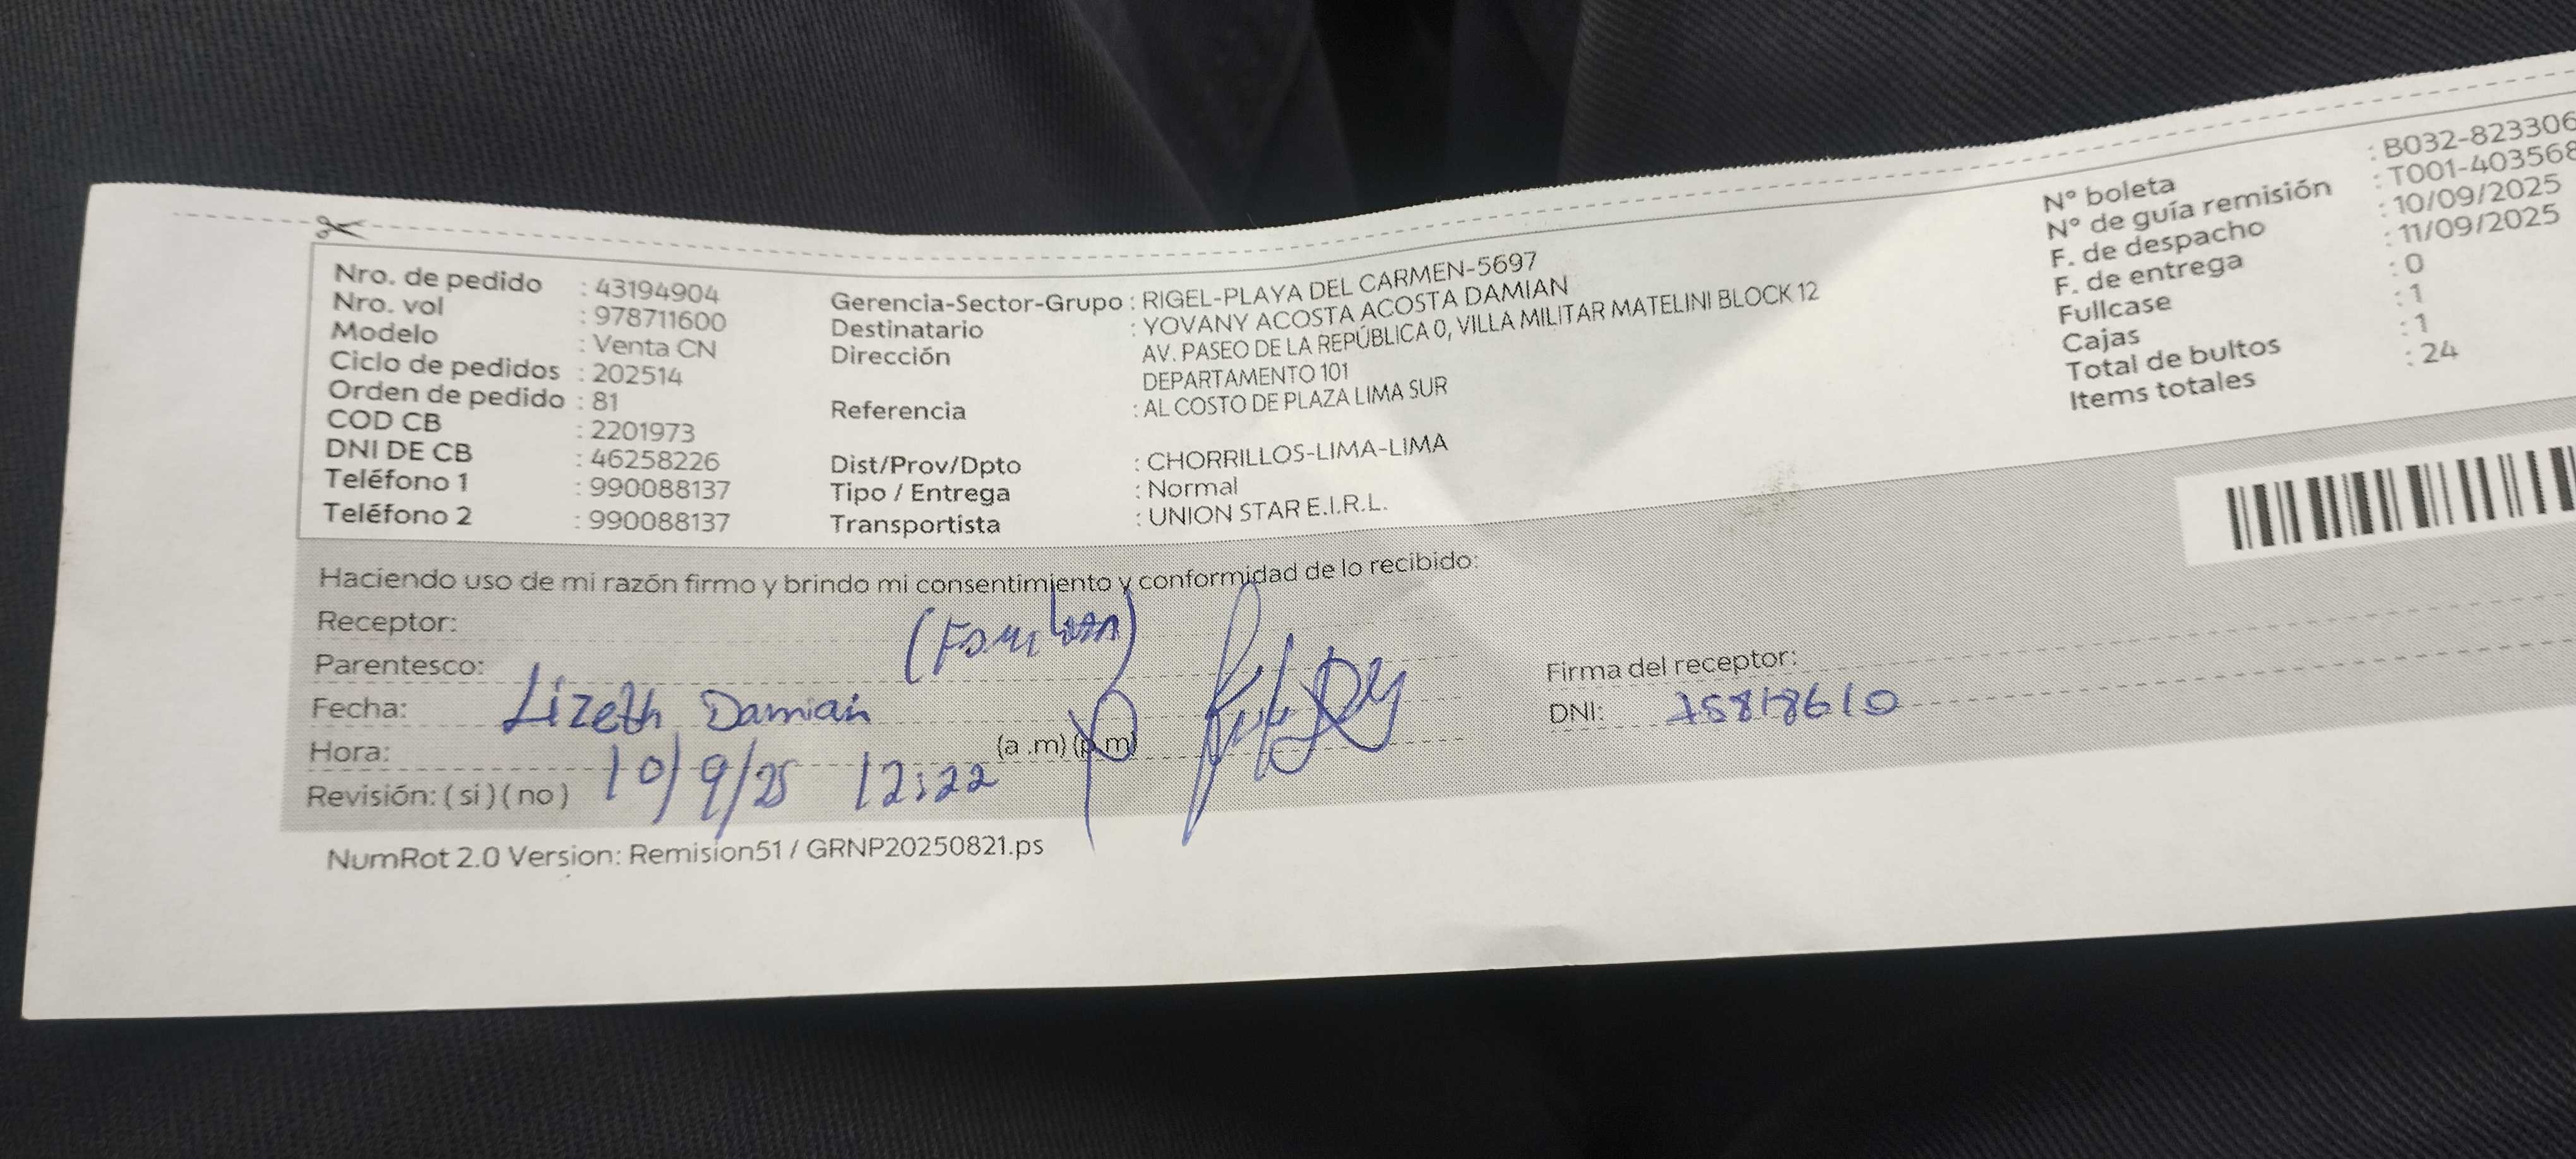 Nro. de pedido : 43194904
Nro. vol : 978711600
Modelo : Venta CN
Ciclo de pedidos : 202514
Orden de pedido : 81
COD CB : 2201973
DNI DE CB : 46258226
Teléfono 1 : 990088137
Teléfono 2 : 990088137
Gerencia-Sector-Grupo : RIGEL-PLAYA DEL CARMEN-5697
Destinatario : YOVANY ACOSTA ACOSTA DAMIAN
Dirección AV. PASEO DE LA REPÚBLICA 0, VILLA MILITAR MATELINI BLOCK 12
DEPARTAMENTO 101
Referencia : AL COSTO DE PLAZA LIMA SUR
Dist/Prov/Dpto : CHORRILLOS-LIMA-LIMA
Tipo / Entrega : Normal
Transportista : UNION STAR E.I.R.L.
N° boleta : B032-823306
N° de guía remisión : T001-403568
F. de despacho : 10/09/2025
F. de entrega : 11/09/2025
Fullcase : 0
Cajas : 1
Total de bultos : 1
Items totales : 24
Haciendo uso de mi razón firmo y brindo mi consentimiento y conformidad de lo recibido:
Receptor:
Parentesco:
Fecha: Lizeth Damian
Hora: (a .m) (p.m)
Revisión: ( si ) ( no ) 10/9/25 12:22
Firma del receptor:
DNI:
NumRot 2.0 Version: Remision51 / GRNP20250821.ps